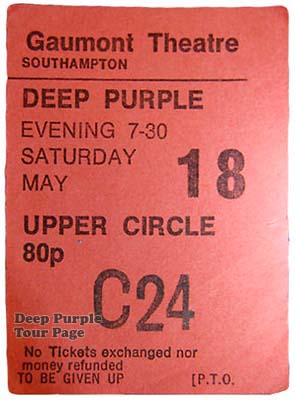 Gaumont Theatre
SOUTHAMPTON
DEEP PURPLE
EVENING 7-30
SATURDAY
MAY 18
UPPER CIRCLE
80p
C24
Deep Purple
Tour Page
No Tickets exchanged nor
money refunded
TO BE GIVEN UP [P.T.O.